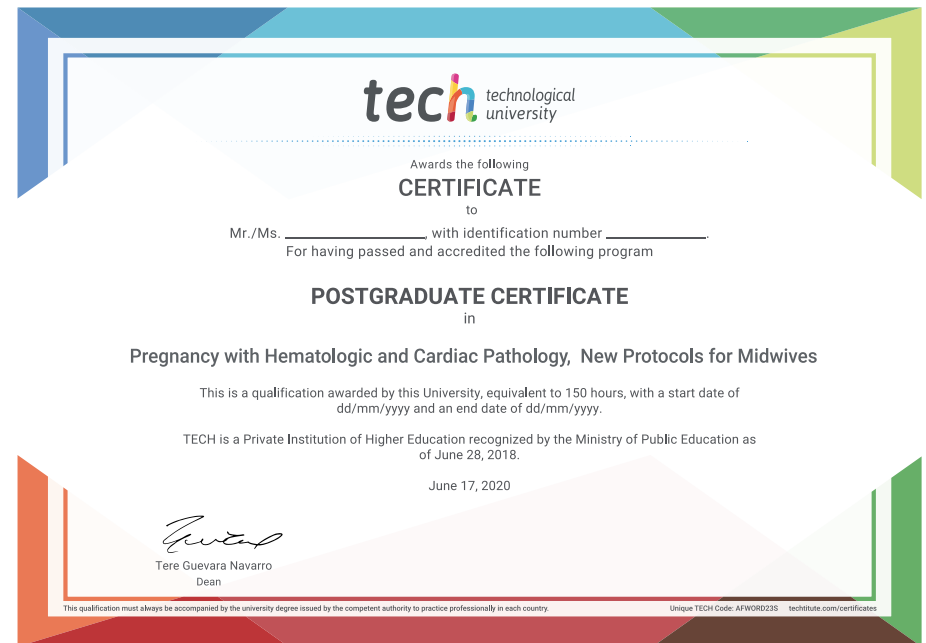 tech technological
university
Awards the following
CERTIFICATE
to
Mr./Ms. ____________, with identification number ____________.
For having passed and accredited the following program
POSTGRADUATE CERTIFICATE
in
Pregnancy with Hematologic and Cardiac Pathology, New Protocols for Midwives
This is a qualification awarded by this University, equivalent to 150 hours, with a start date of
dd/mm/yyyy and an end date of dd/mm/yyyy.
TECH is a Private Institution of Higher Education recognized by the Ministry of Public Education as
of June 28, 2018.
June 17, 2020
Tere Guevara Navarro
Dean
This qualification must always be accompanied by the university degree issued by the competent authority to practice professionally in each country. Unique TECH Code: AFWORD23S techtitute.com/certificates